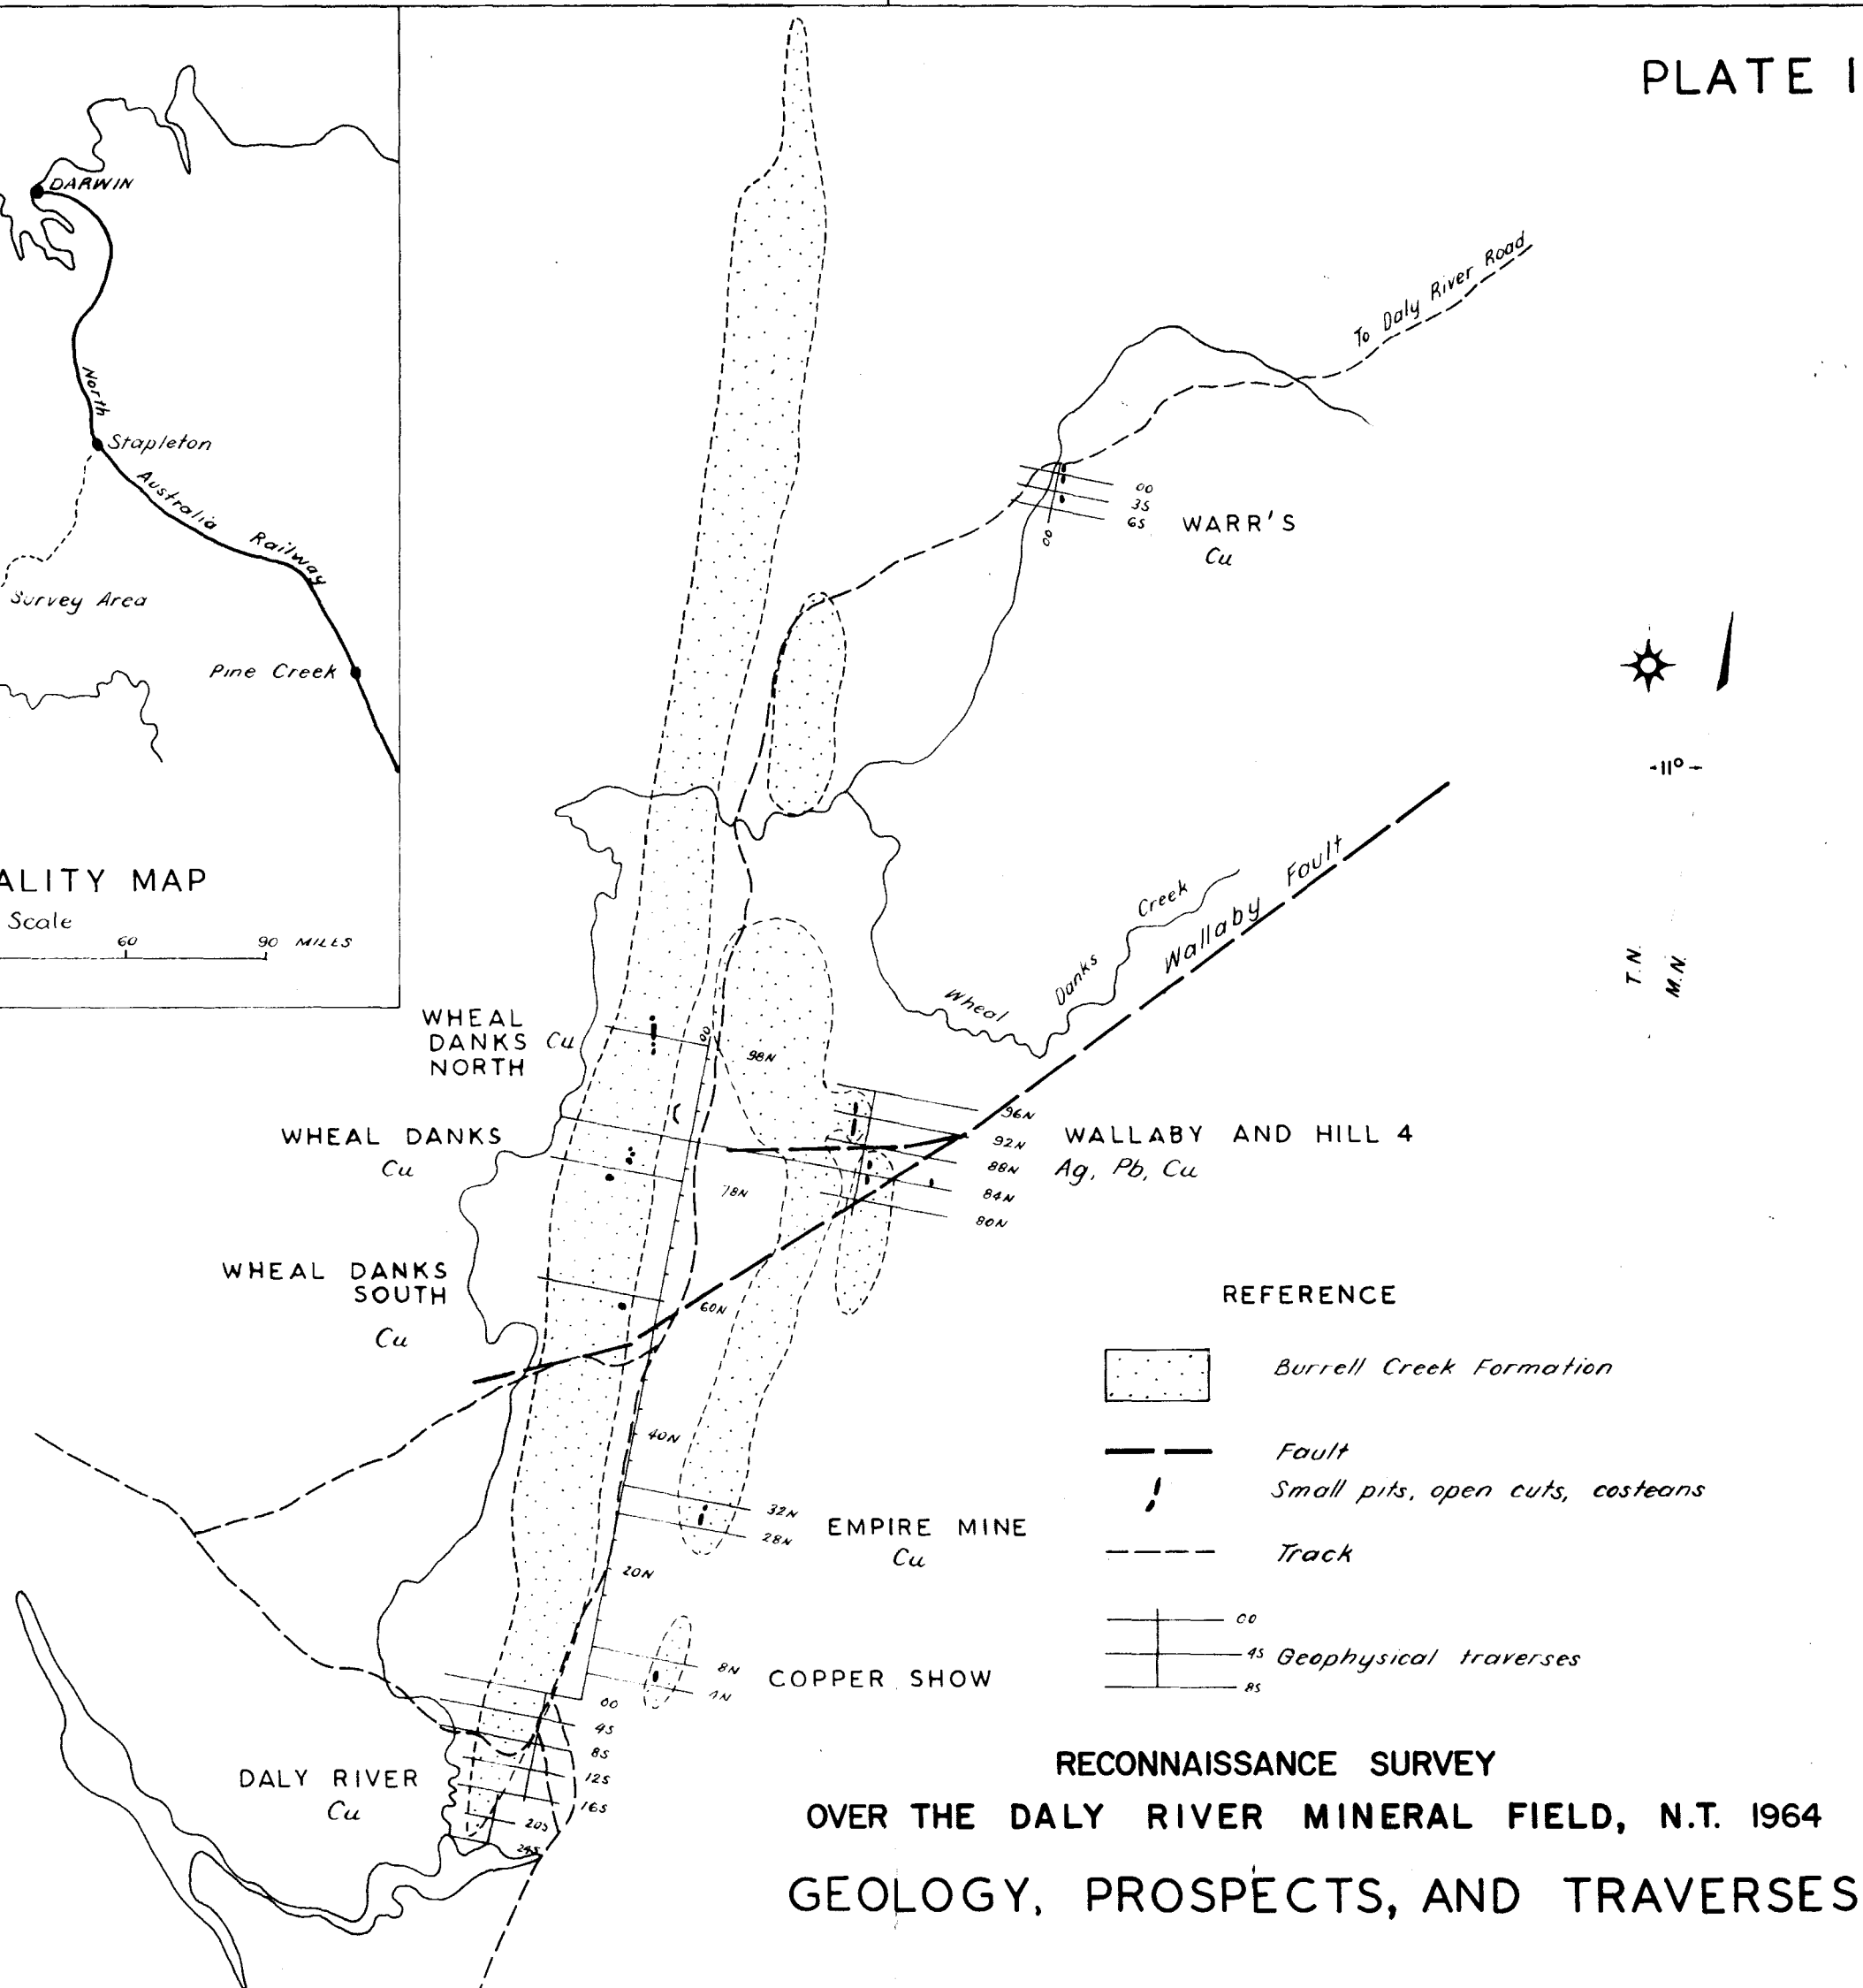 PLATE 1
DARWIN
North
Stapleton
Australia
Railway
Survey Area
Pine Creek
ALITY MAP
Scale
60
90 MILES
To Daly River Road
00
3S
6S
00
WARR'S
Cu
11°
T.N.
M.N.
Wheal Danks Creek
Wallaby Fault
WHEAL
DANKS Cu
NORTH
00
98N
WHEAL DANKS
Cu
78N
96N
92N
88N
84N
80N
WALLABY AND HILL 4
Ag, Pb, Cu
WHEAL DANKS
SOUTH
Cu
60N
40N
32N
28N
EMPIRE MINE
Cu
20N
8N
4N
COPPER SHOW
00
4S
8S
12S
16S
20S
24S
DALY RIVER
Cu
REFERENCE
Burrell Creek Formation
Fault
Small pits, open cuts, costeans
Track
00
4S Geophysical traverses
8S
RECONNAISSANCE SURVEY
OVER THE DALY RIVER MINERAL FIELD, N.T. 1964
GEOLOGY, PROSPECTS, AND TRAVERSES